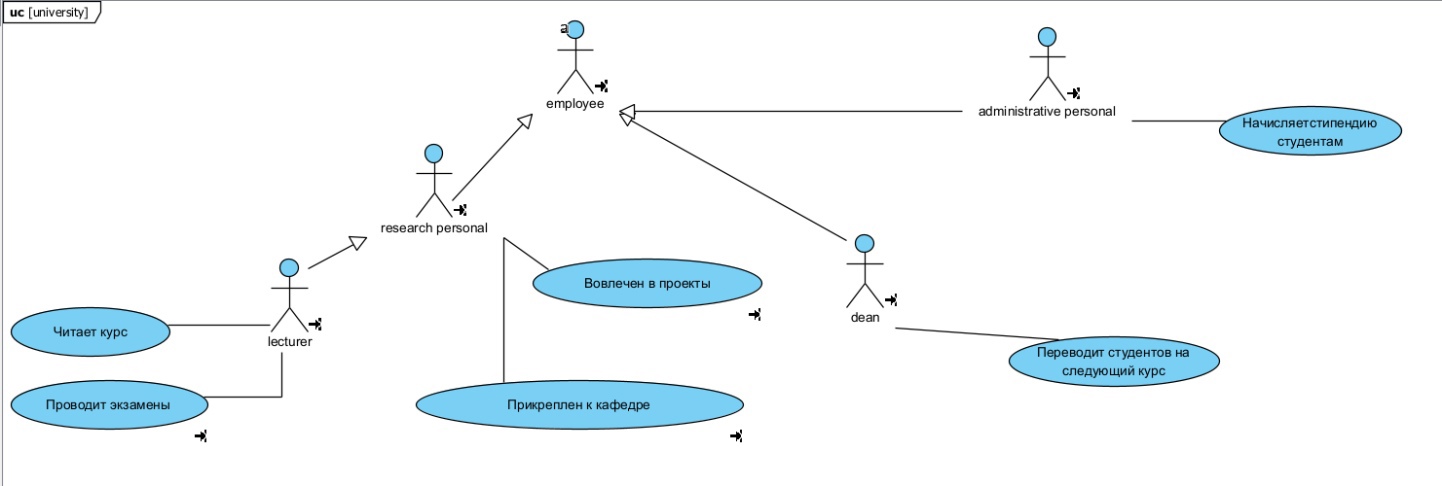 uc [university]
a
employee
administrative personal
Начисляетстипендию
студентам
research personal
Вовлечен в проекты
dean
Читает курс
lecturer
Переводит студентов на
следующий курс
Проводит экзамены
Прикреплен к кафедре